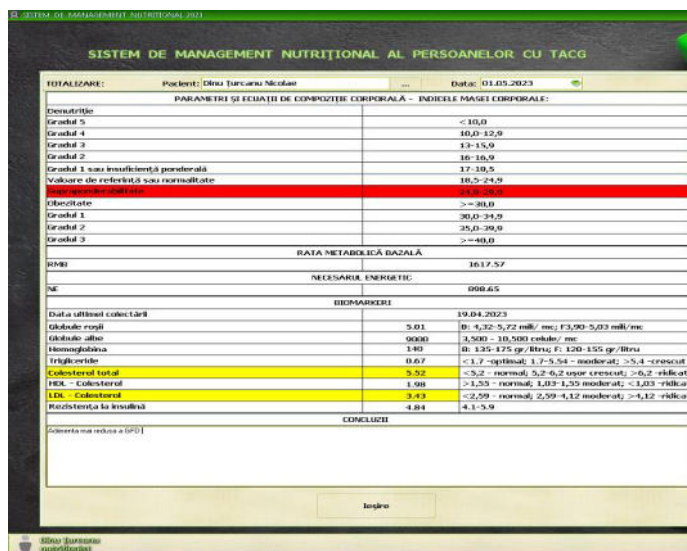 SISTEM DE MANAGEMENT NUTRIȚIONAL 2023
SISTEM DE MANAGEMENT NUTRIȚIONAL AL PERSOANELOR CU TACG
TOTALIZARE: Pacient: Dinu Țurcanu Nicolae ... Data: 01.05.2023
PARAMETRI ȘI ECUAȚII DE COMPOZIȚIE CORPORALĂ - INDICELE MASEI CORPORALE:
Denutriție
Gradul 5 <10,0
Gradul 4 10,0-12,9
Gradul 3 13-15,9
Gradul 2 16-16,9
Gradul 1 sau insuficiență ponderală 17-18,5
Valoare de referință sau normalitate 18,5-24,9
Supraponderabilitate
Obezitate >=30,0
Gradul 1 30,0-34,9
Gradul 2 35,0-39,9
Gradul 3 >=40,0
RATA METABOLICĂ BAZALĂ
RMB 1617.57
NECESARUL ENERGETIC
NE 898.65
BIOMARKERI
Data ultimei colectării 19.04.2023
Globule roșii 5.01 B: 4,32-5,72 mili/ mc; F3,90-5,03 mili/mc
Globule albe 9000 3,500 - 10,500 celule/ mc
Hemoglobina 140 B: 135-175 gr/litru; F: 120-155 gr/litru
Trigliceride 0.67 <1.7 -optimal; 1.7-5.54 - moderat; >5.4 -crescut
Colesterol total 5.52 <5,2 - normal; 5,2-6,2 ușor crescut; >6,2 -ridicat
HDL - Colesterol 1.98 >1,55 - normal; 1,03-1,55 moderat; <1,03 -ridica
LDL - Colesterol 3.43 <2,59 - normal; 2,59-4,12 moderat; >4,12 -ridicat
Rezistența la insulină 4.84 4.1-5.9
CONCLUZII
Aderenta mai redusa a GFD
Ieșire
Dinu Țurcanu
nutriționist